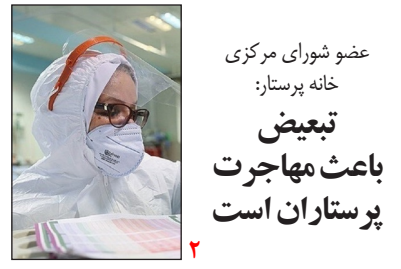 عضو شورای مرکزی
خانه پرستار:
تبعیض
باعث مهاجرت
پرستاران است
۲